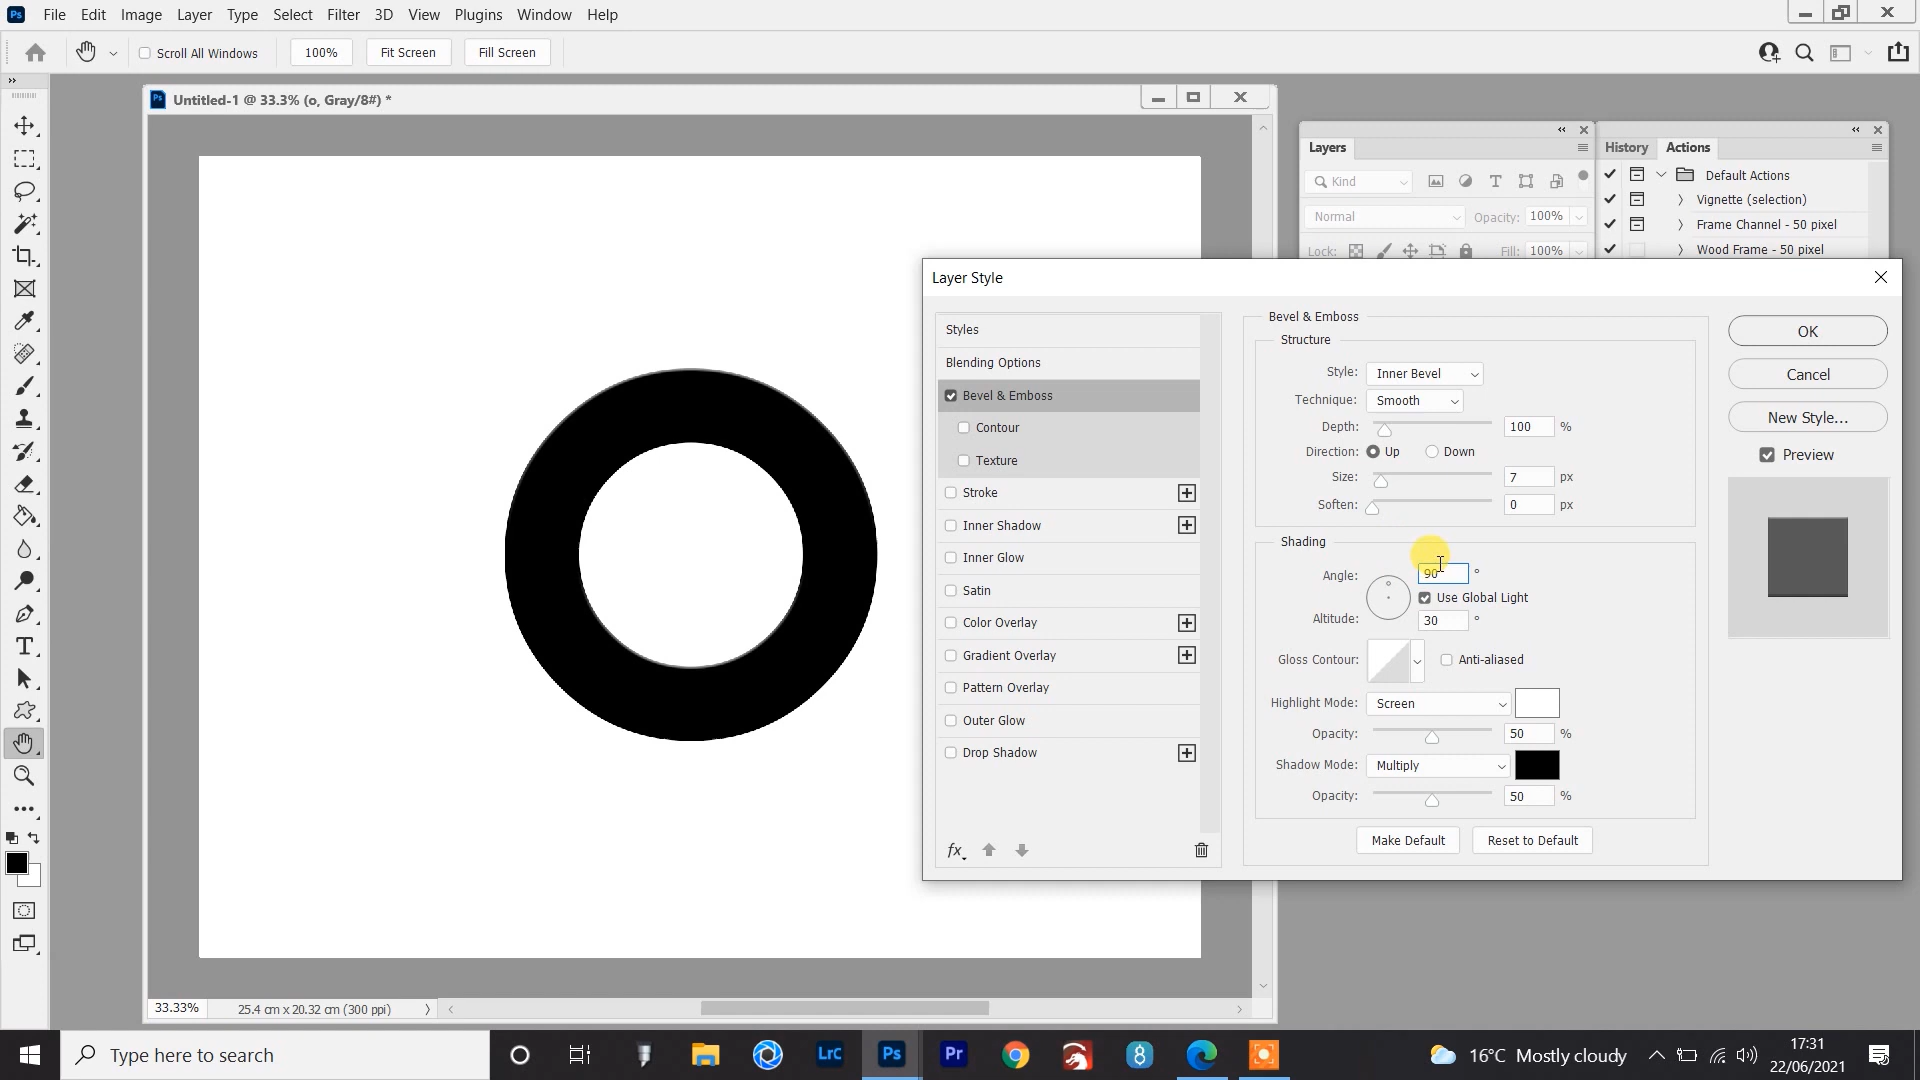 Ps File Edit Image Layer Type Select Filter 3D View Plugins Window Help
Scroll All Windows 100% Fit Screen Fill Screen
Ps Untitled-1 @ 33.3% (o, Gray/8#) *
Layers
Kind
Normal Opacity: 100%
Lock: Fill: 100%
History Actions
Default Actions
Vignette (selection)
Frame Channel - 50 pixel
Wood Frame - 50 pixel
Layer Style
Styles
Blending Options
Bevel & Emboss
Contour
Texture
Stroke
Inner Shadow
Inner Glow
Satin
Color Overlay
Gradient Overlay
Pattern Overlay
Outer Glow
Drop Shadow
fx
Bevel & Emboss
Structure
Style: Inner Bevel
Technique: Smooth
Depth: 100 %
Direction: Up Down
Size: 7 px
Soften: 0 px
Shading
Angle: 90 °
Use Global Light
Altitude: 30 °
Gloss Contour: Anti-aliased
Highlight Mode: Screen
Opacity: 50 %
Shadow Mode: Multiply
Opacity: 50 %
Make Default Reset to Default
OK
Cancel
New Style...
Preview
33.33% 25.4 cm x 20.32 cm (300 ppi)
Type here to search
LrC Ps Pr 8
16°C Mostly cloudy
17:31
22/06/2021